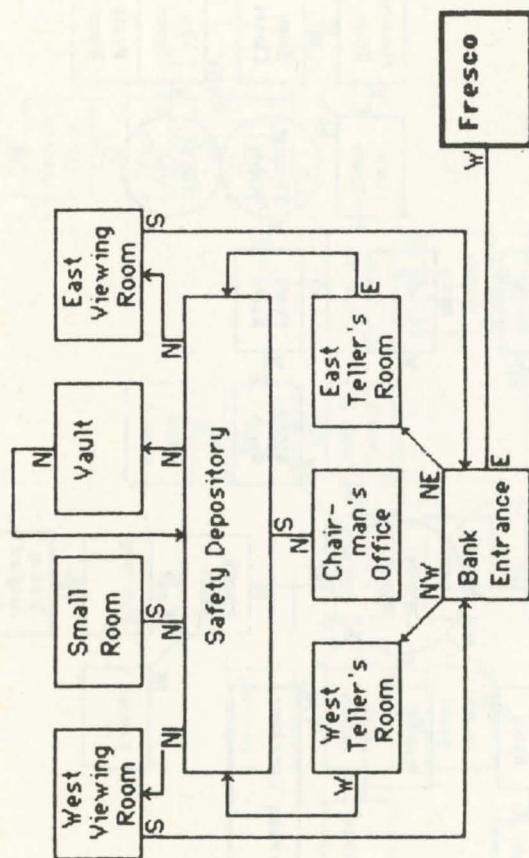 West
Viewing
Room
S
Small
Room
S
Vault
N
East
Viewing
Room
S
N
N
N
N
Safety Depository
S
W
West
Teller's
Room
N
Chair-
man's
Office
East
Teller's
Room
E
NW
NE
Bank
Entrance
E
W
Fresco